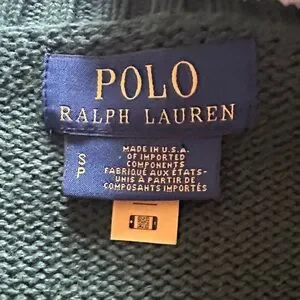 POLO
RALPH LAUREN
S
P
MADE IN U.S.A.
OF IMPORTED
COMPONENTS
FABRIQUÉ AUX ÉTATS-
UNIS À PARTIR DE
COMPOSANTS IMPORTÉS